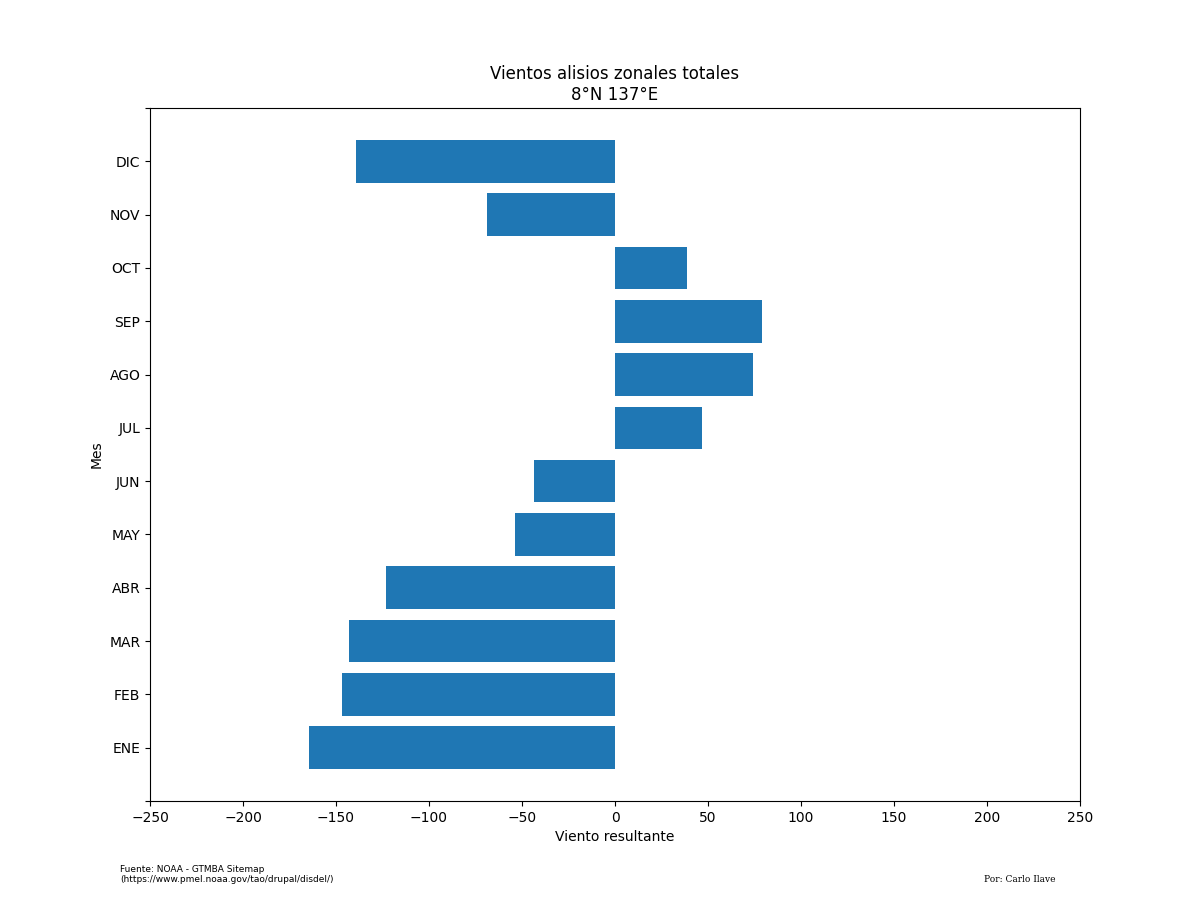 Vientos alisios zonales totales
8°N 137°E
DIC
NOV
OCT
SEP
AGO
JUL
JUN
MAY
ABR
MAR
FEB
ENE
Mes
−250 −200 −150 −100 −50 0 50 100 150 200 250
Viento resultante
Fuente: NOAA - GTMBA Sitemap
(https://www.pmel.noaa.gov/tao/drupal/disdel/)
Por: Carlo Ilave